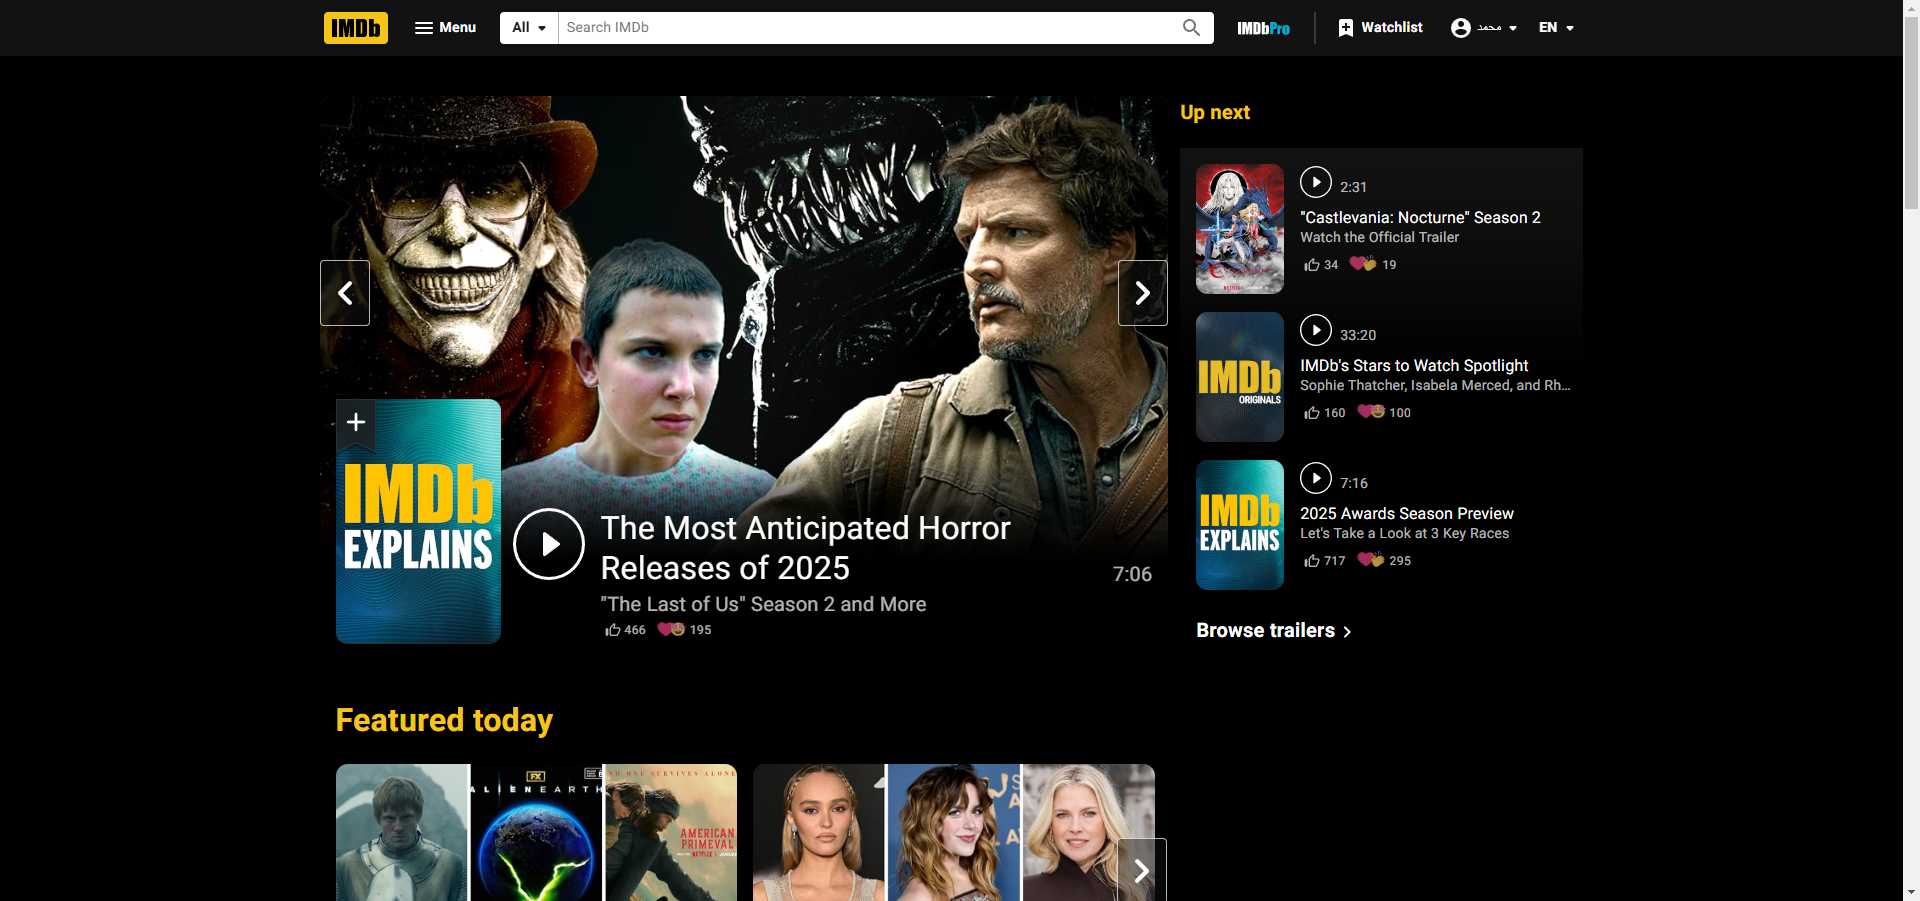 IMDb
Menu
All
Search IMDb
IMDbPro
Watchlist
محمد
EN
IMDb
EXPLAINS
The Most Anticipated Horror
Releases of 2025
"The Last of Us" Season 2 and More
466
195
7:06
Up next
2:31
"Castlevania: Nocturne" Season 2
Watch the Official Trailer
34
19
IMDb
ORIGINALS
33:20
IMDb's Stars to Watch Spotlight
Sophie Thatcher, Isabela Merced, and Rh...
160
100
IMDb
EXPLAINS
7:16
2025 Awards Season Preview
Let's Take a Look at 3 Key Races
717
295
Browse trailers
Featured today
FX
ALIEN EARTH
NO ONE SURVIVES ALONE
AMERICAN
PRIMEVAL